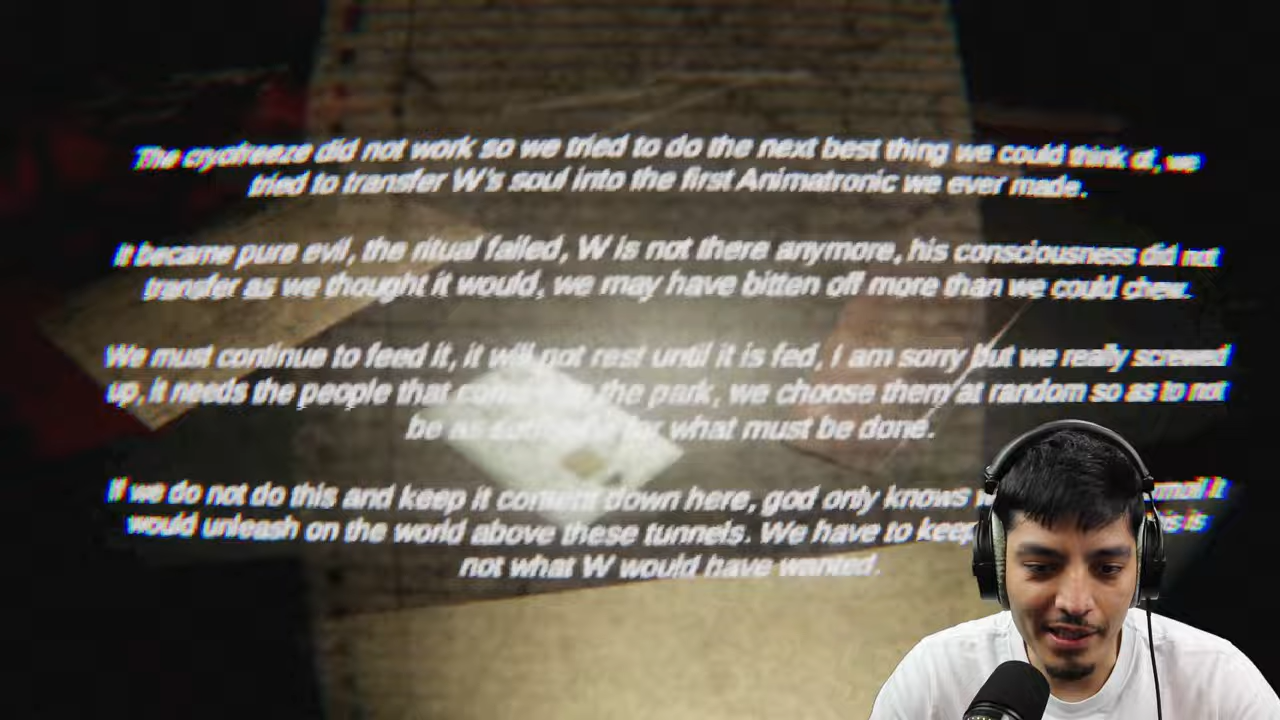 The cryofreeze did not work so we tried to do the next best thing we could think of, we
tried to transfer W's soul into the first Animatronic we ever made.
It became pure evil, the ritual failed, W is not there anymore, his consciousness did not
transfer as we thought it would, we may have bitten off more than we could chew.
We must continue to feed it, it will not rest until it is fed, I am sorry but we really screwed
up, it needs the people that the park, we choose them at random so as to not
be as for what must be done.
If we do not do this and keep it down here, god only knows it
would unleash on the world above these tunnels. We have to keep is
not what W would have wanted.